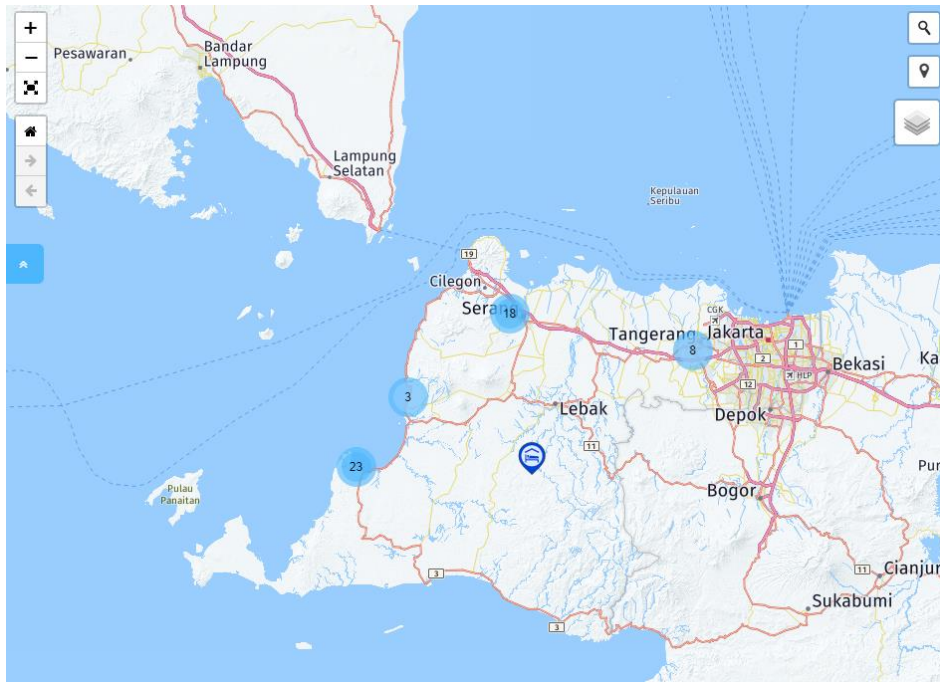 +
Pesawaran
Bandar
Lampung
−
Lampung
Selatan
Kepulauan
Seribu
19
Cilegon
Serang
18
CGK
Tangerang
Jakarta
8
1
2
HLP
Bekasi
Ka
12
3
Lebak
Depok
11
23
Pulau
Panaitan
Bogor
Pur
3
11
Cianjur
Sukabumi
3